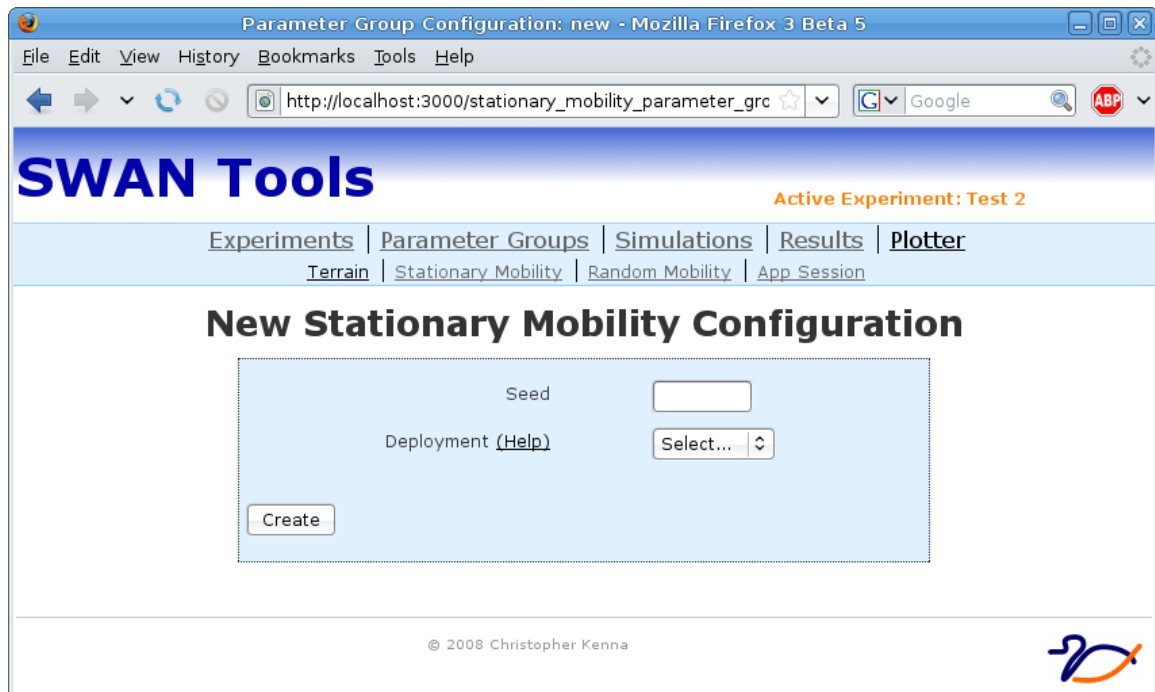 Parameter Group Configuration: new - Mozilla Firefox 3 Beta 5
File Edit View History Bookmarks Tools Help
http://localhost:3000/stationary_mobility_parameter_grc G Google ABP
SWAN Tools
Active Experiment: Test 2
Experiments | Parameter Groups | Simulations | Results | Plotter
Terrain | Stationary Mobility | Random Mobility | App Session
New Stationary Mobility Configuration
Seed
Deployment (Help) Select...
Create
© 2008 Christopher Kenna